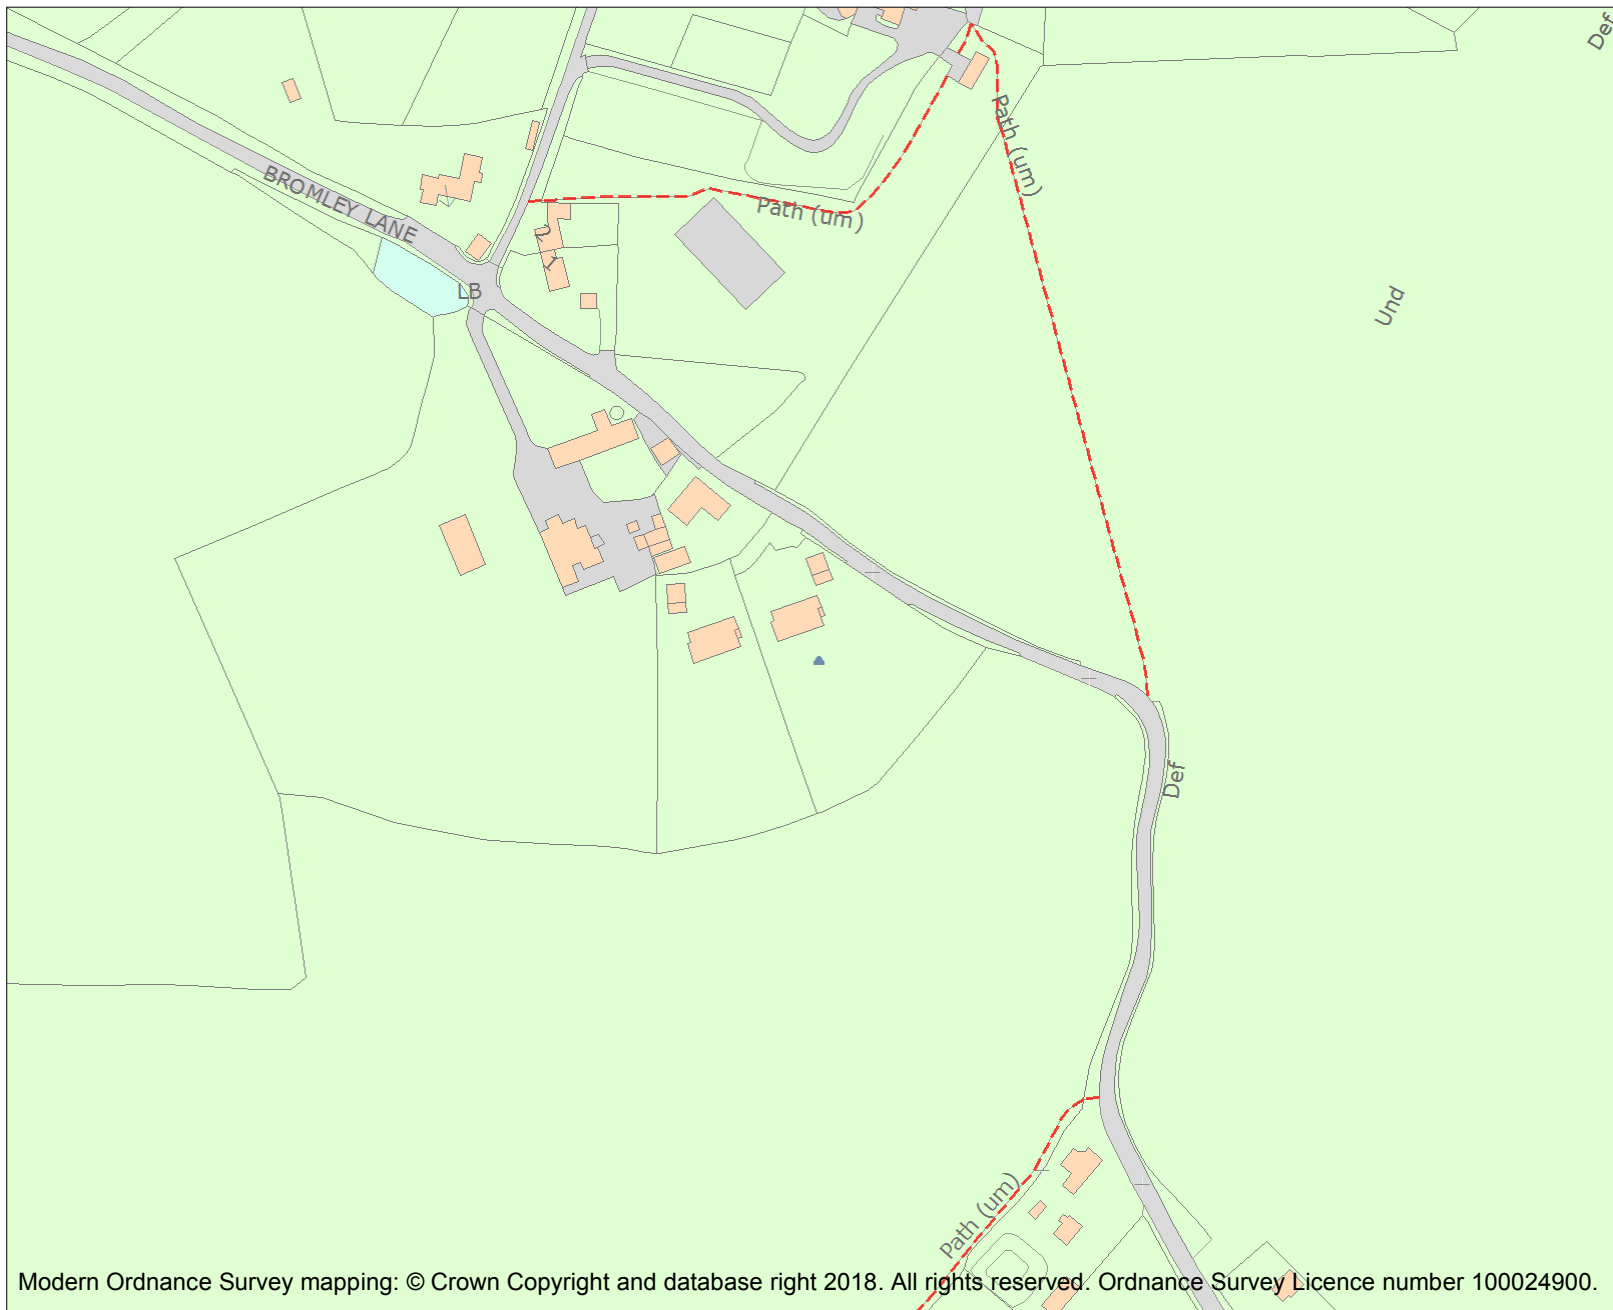 Def
Path (um)
BROMLEY LANE
Path (um)
2
1
LB
Und
Def
Path (um)
Modern Ordnance Survey mapping: © Crown Copyright and database right 2018. All rights reserved. Ordnance Survey Licence number 100024900.